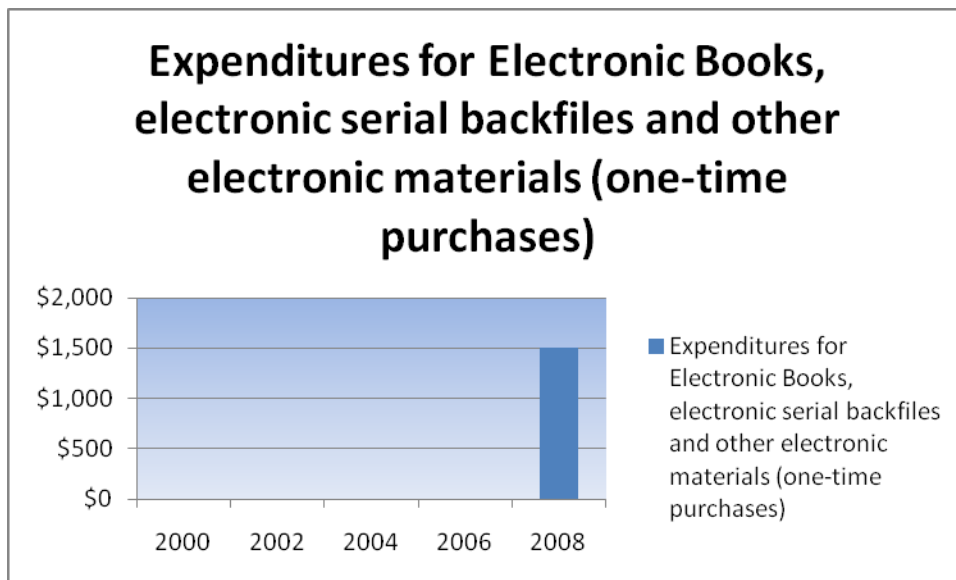 Expenditures for Electronic Books,
electronic serial backfiles and other
electronic materials (one-time
purchases)
$2,000
$1,500
$1,000
$500
$0
2000 2002 2004 2006 2008
Expenditures for
Electronic Books,
electronic serial backfiles
and other electronic
materials (one-time
purchases)